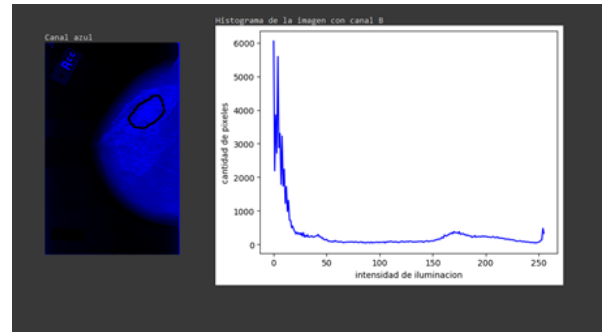 Histograma de la imagen con canal B
Canal azul
6000
5000
4000
3000
2000
1000
0
cantidad de pixeles
0 50 100 150 200 250
intensidad de iluminacion